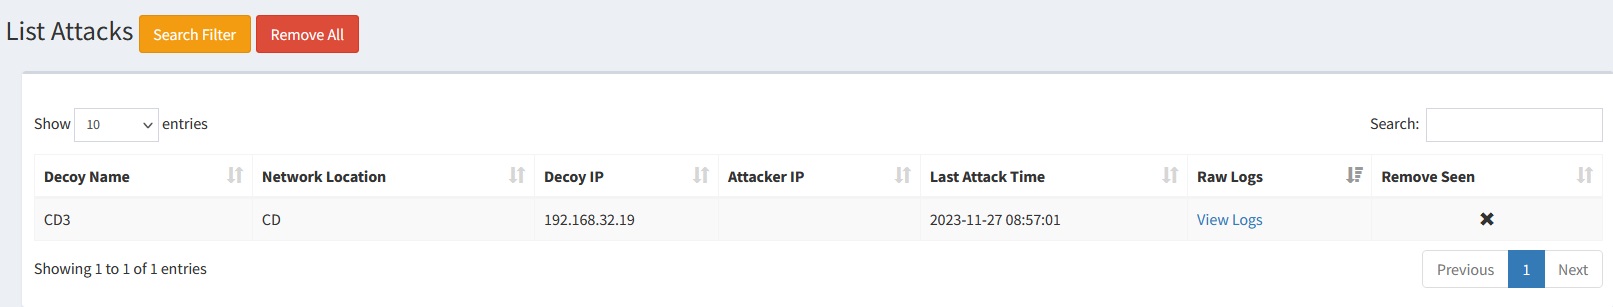 List Attacks Search Filter Remove All
Show 10 entries Search:
Decoy Name Network Location Decoy IP Attacker IP Last Attack Time Raw Logs Remove Seen
CD3 CD 192.168.32.19 2023-11-27 08:57:01 View Logs
Showing 1 to 1 of 1 entries Previous 1 Next